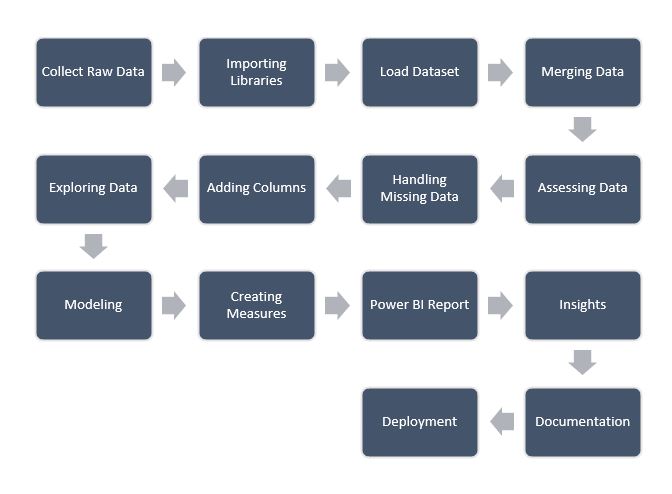 Collect Raw Data
Importing
Libraries
Load Dataset
Merging Data
Assessing Data
Handling
Missing Data
Adding Columns
Exploring Data
Modeling
Creating
Measures
Power BI Report
Insights
Documentation
Deployment